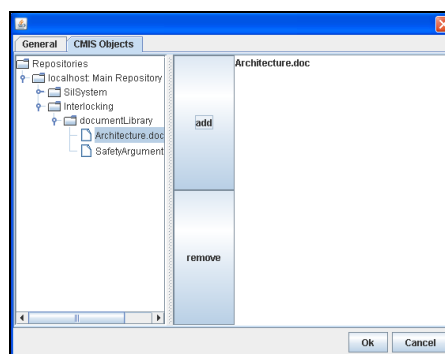 General CMIS Objects
Repositories
localhost: Main Repository
SilSystem
Interlocking
documentLibrary
Architecture.doc
SafetyArgument
add
remove
Architecture.doc
Ok Cancel